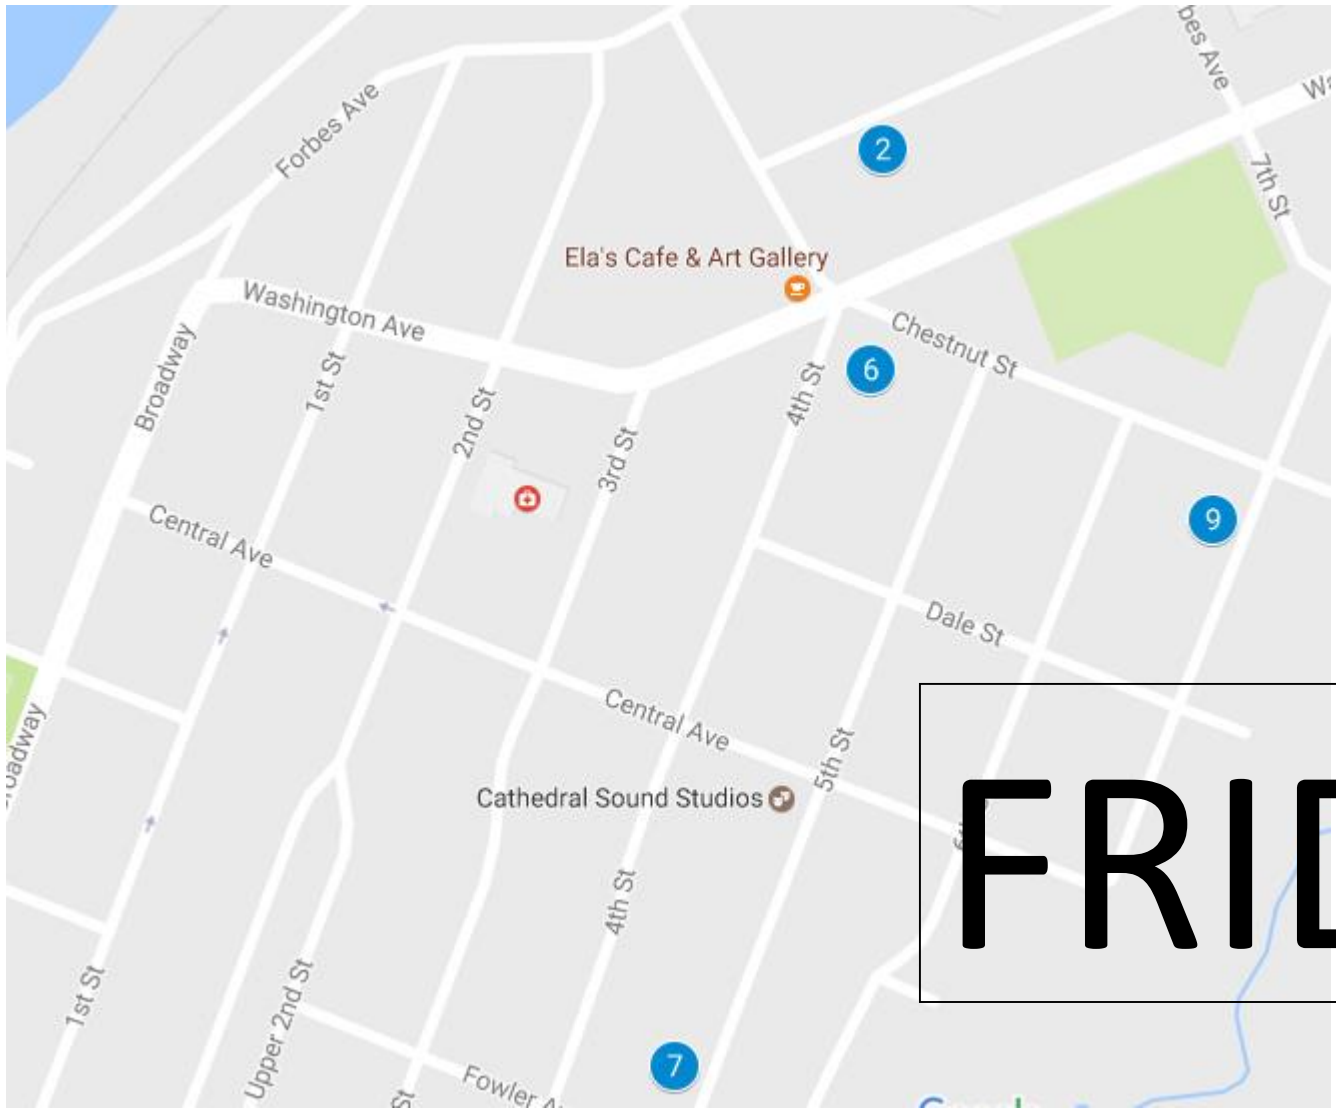 bes Ave
Wa
Forbes Ave
2
7th St
Ela's Cafe & Art Gallery
Washington Ave
Chestnut St
Broadway
1st St
6
4th St
2nd St
3rd St
9
Central Ave
Dale St
Central Ave
roadway
5th St
Cathedral Sound Studios
FRID
4th St
1st St
Upper 2nd St
7
Fowler A
St